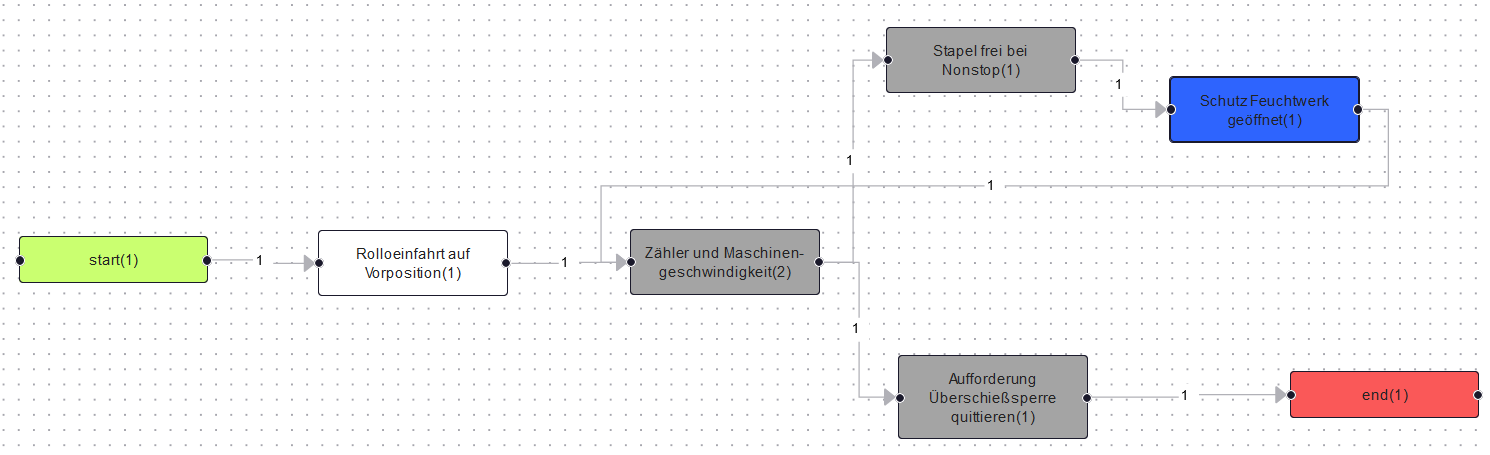 Stapel frei bei
Nonstop(1)
1
Schutz Feuchtwerk
geöffnet(1)
1
1
start(1)
1
Rolloeinfahrt auf
Vorposition(1)
1
Zähler und Maschinen-
geschwindigkeit(2)
1
Aufforderung
Überschießsperre
quittieren(1)
1
end(1)